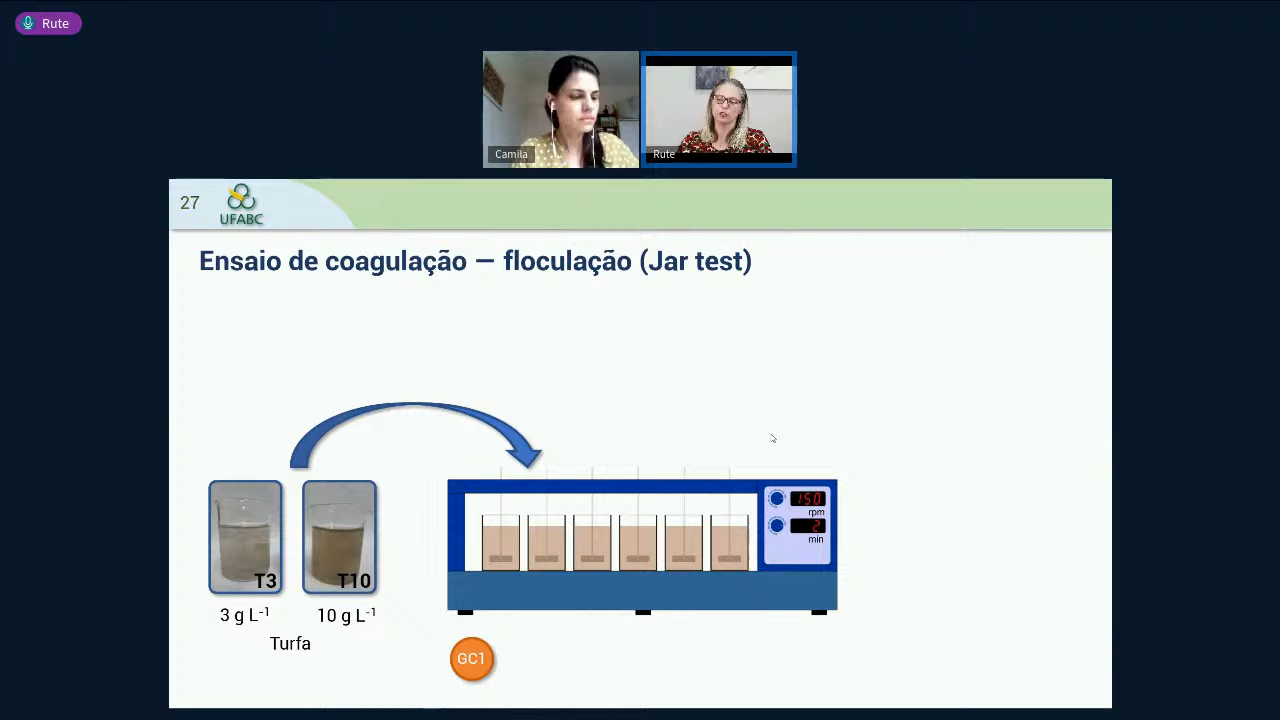 Rute
Camila
Rute
27
UFABC
Ensaio de coagulação — floculação (Jar test)
150
rpm
2
min
T3
T10
3 g L⁻¹
10 g L⁻¹
Turfa
GC1